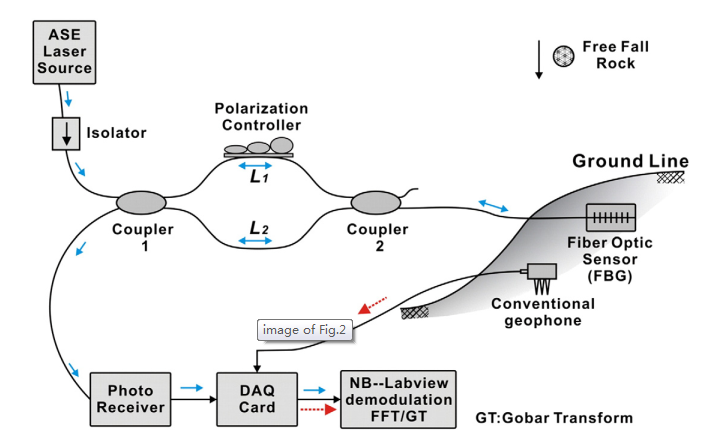 ASE
Laser
Source
Free Fall
Rock
Isolator
Polarization
Controller
L1
Ground Line
Coupler
1
L2
Coupler
2
Fiber Optic
Sensor
(FBG)
Conventional
geophone
image of Fig.2
Photo
Receiver
DAQ
Card
NB--Labview
demodulation
FFT/GT
GT:Gobar Transform